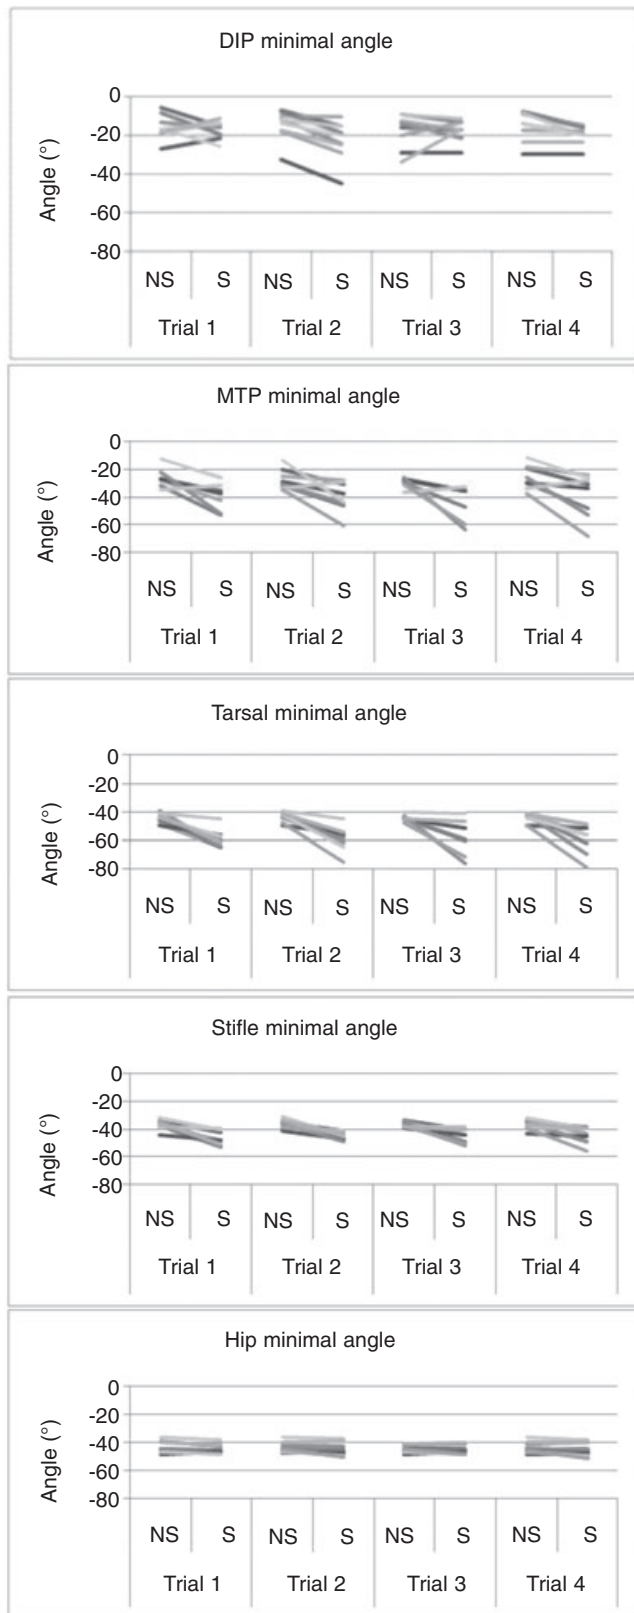 DIP minimal angle
Angle (°)
0
-20
-40
-60
-80
NS S NS S NS S NS S
Trial 1 Trial 2 Trial 3 Trial 4
MTP minimal angle
Angle (°)
0
-20
-40
-60
-80
NS S NS S NS S NS S
Trial 1 Trial 2 Trial 3 Trial 4
Tarsal minimal angle
Angle (°)
0
-20
-40
-60
-80
NS S NS S NS S NS S
Trial 1 Trial 2 Trial 3 Trial 4
Stifle minimal angle
Angle (°)
0
-20
-40
-60
-80
NS S NS S NS S NS S
Trial 1 Trial 2 Trial 3 Trial 4
Hip minimal angle
Angle (°)
0
-20
-40
-60
-80
NS S NS S NS S NS S
Trial 1 Trial 2 Trial 3 Trial 4